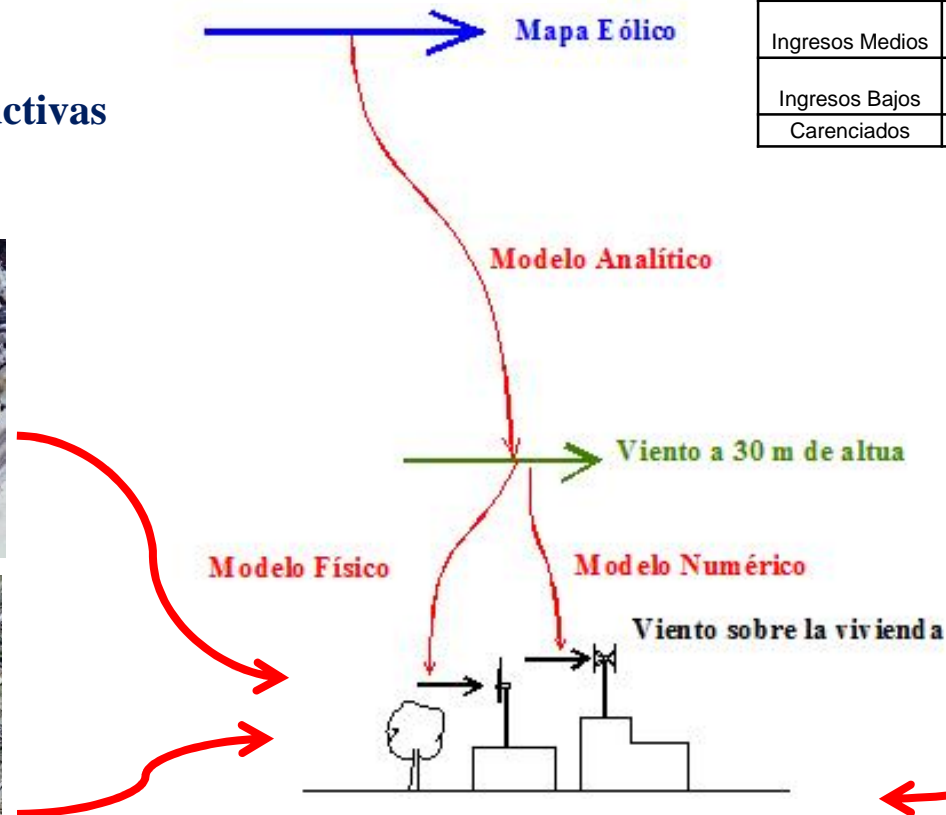 Mapa Eólico
Ingresos Medios
Ingresos Bajos
Carenciados
Modelo Analítico
Viento a 30 m de altua
Modelo Físico
Modelo Numérico
Viento sobre la vivienda